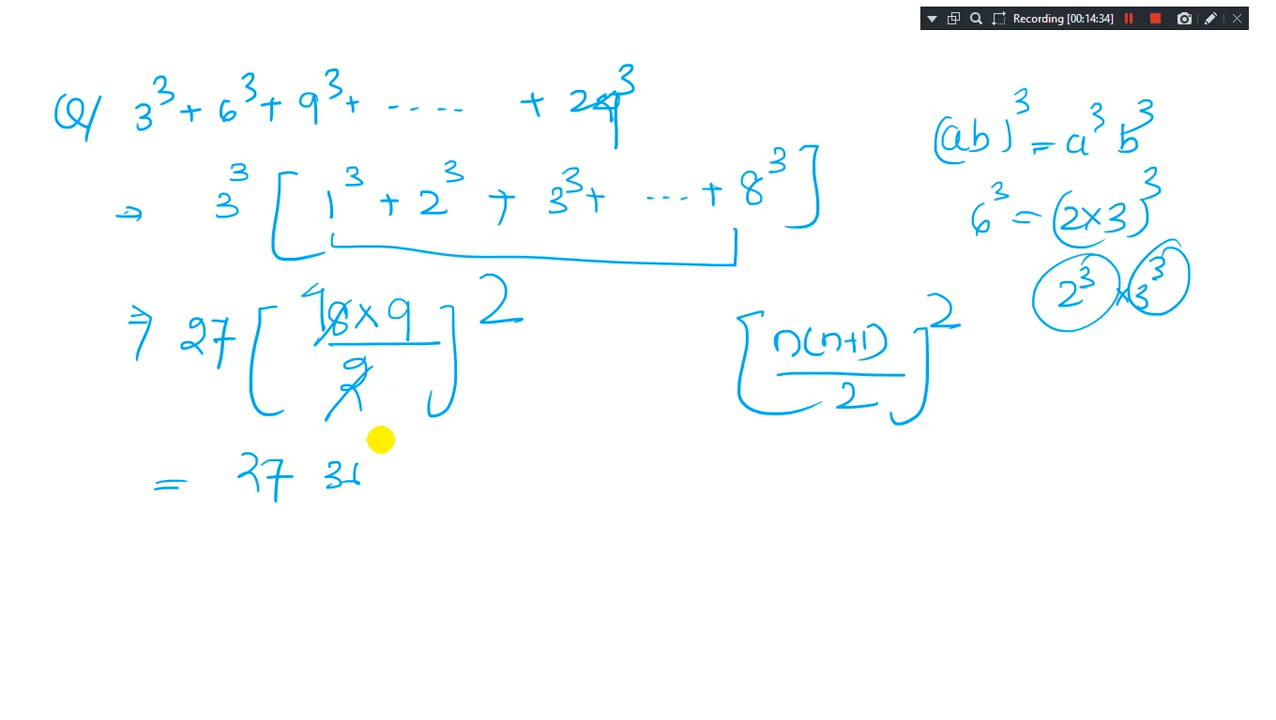 Recording [00:14:34]
Q/ 3³ + 6³ + 9³ + ..... + 24³
(ab)³ = a³ b³
→ 3³ [ 1³ + 2³ + 3³ + ... + 8³ ]
6³ = (2×3)³
2³ × 3³
⇒ 27 [ 4 8 × 9 / 2 ]²
[ n(n+1) / 2 ]²
= 27 36